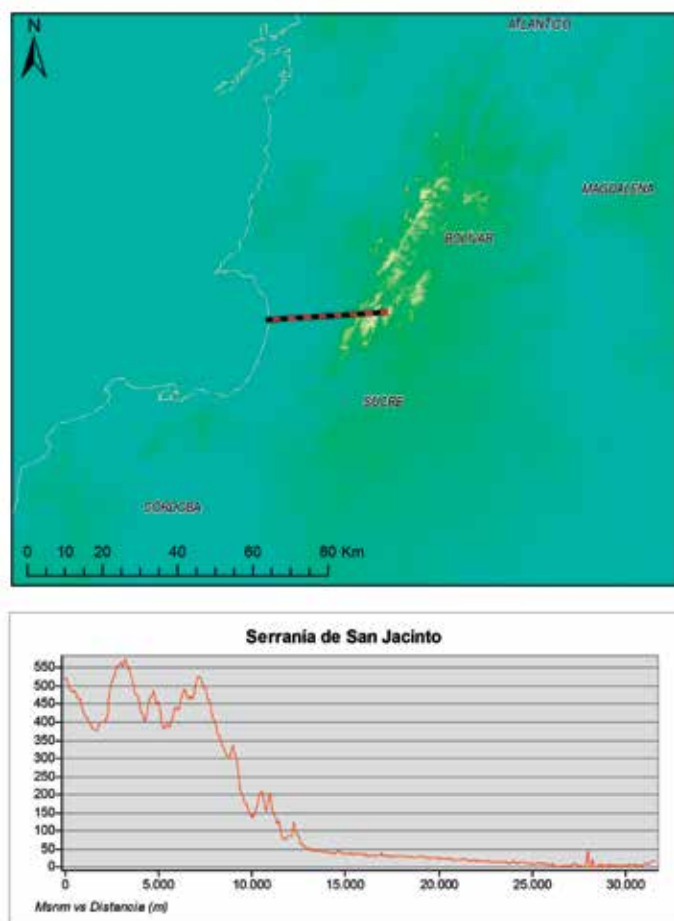 N
ATLANTICO
MAGDALENA
BOLIVAR
SUCRE
CÓRDOBA
0 10 20 40 60 80 Km
Serranía de San Jacinto
550
500
450
400
350
300
250
200
150
100
50
0
0 5.000 10.000 15.000 20.000 25.000 30.000
Msnm vs Distancia (m)